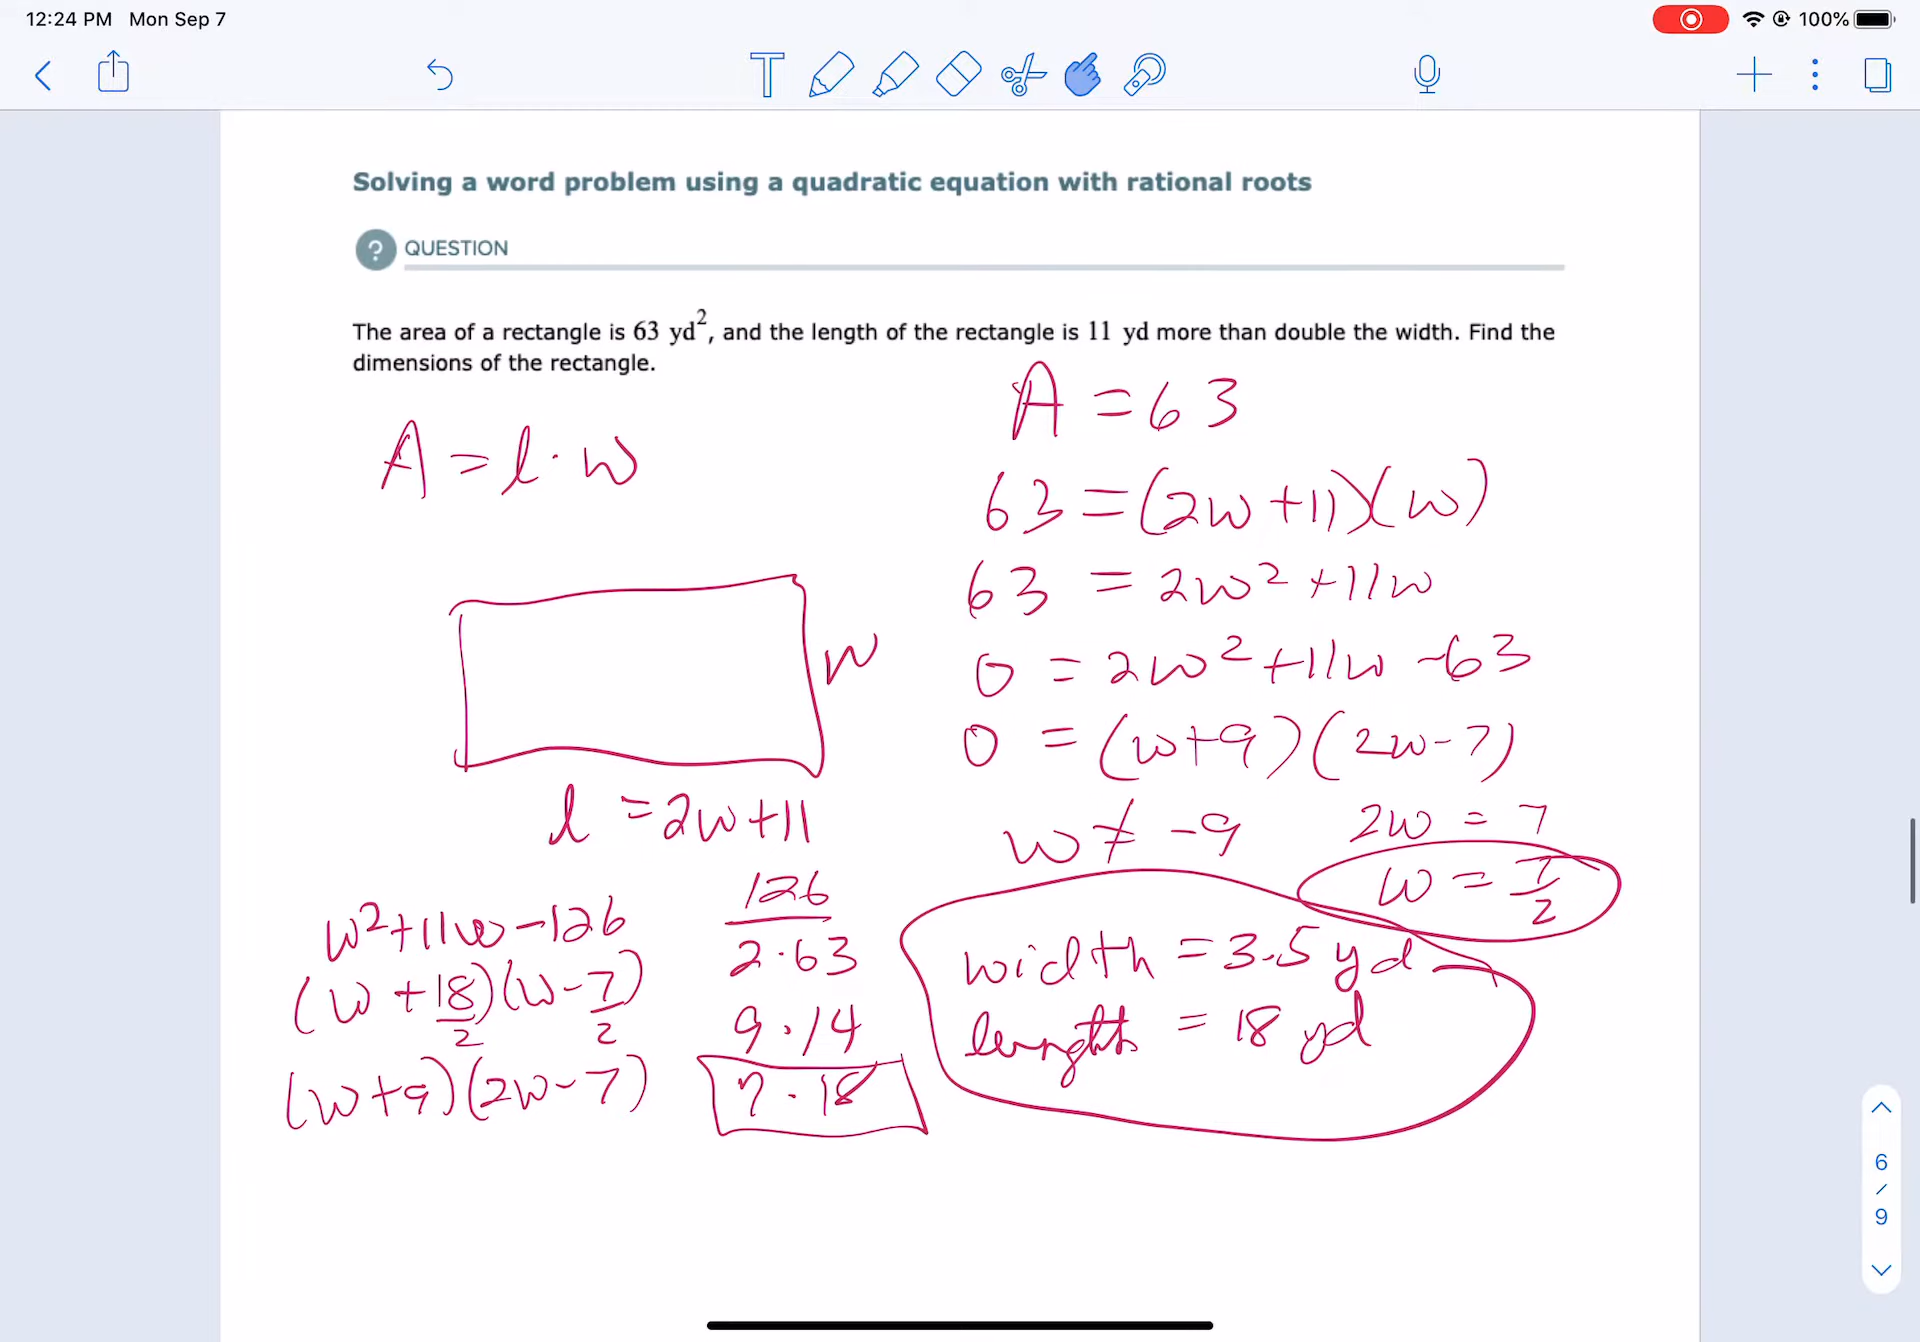 12:24 PM Mon Sep 7
100%
Solving a word problem using a quadratic equation with rational roots
? QUESTION
The area of a rectangle is 63 yd², and the length of the rectangle is 11 yd more than double the width. Find the
dimensions of the rectangle.
A = l · w
w
l = 2w+11
A = 63
63 = (2w+11)(w)
63 = 2w² + 11w
0 = 2w² + 11w - 63
0 = (w+9)(2w-7)
w ≠ -9
2w = 7
w = 7/2
w² + 11w - 126
(w + 18/2)(w - 7/2)
(w+9)(2w-7)
126
2·63
9·14
7·18
width = 3.5 yd
lenght = 18 yd
6
/
9